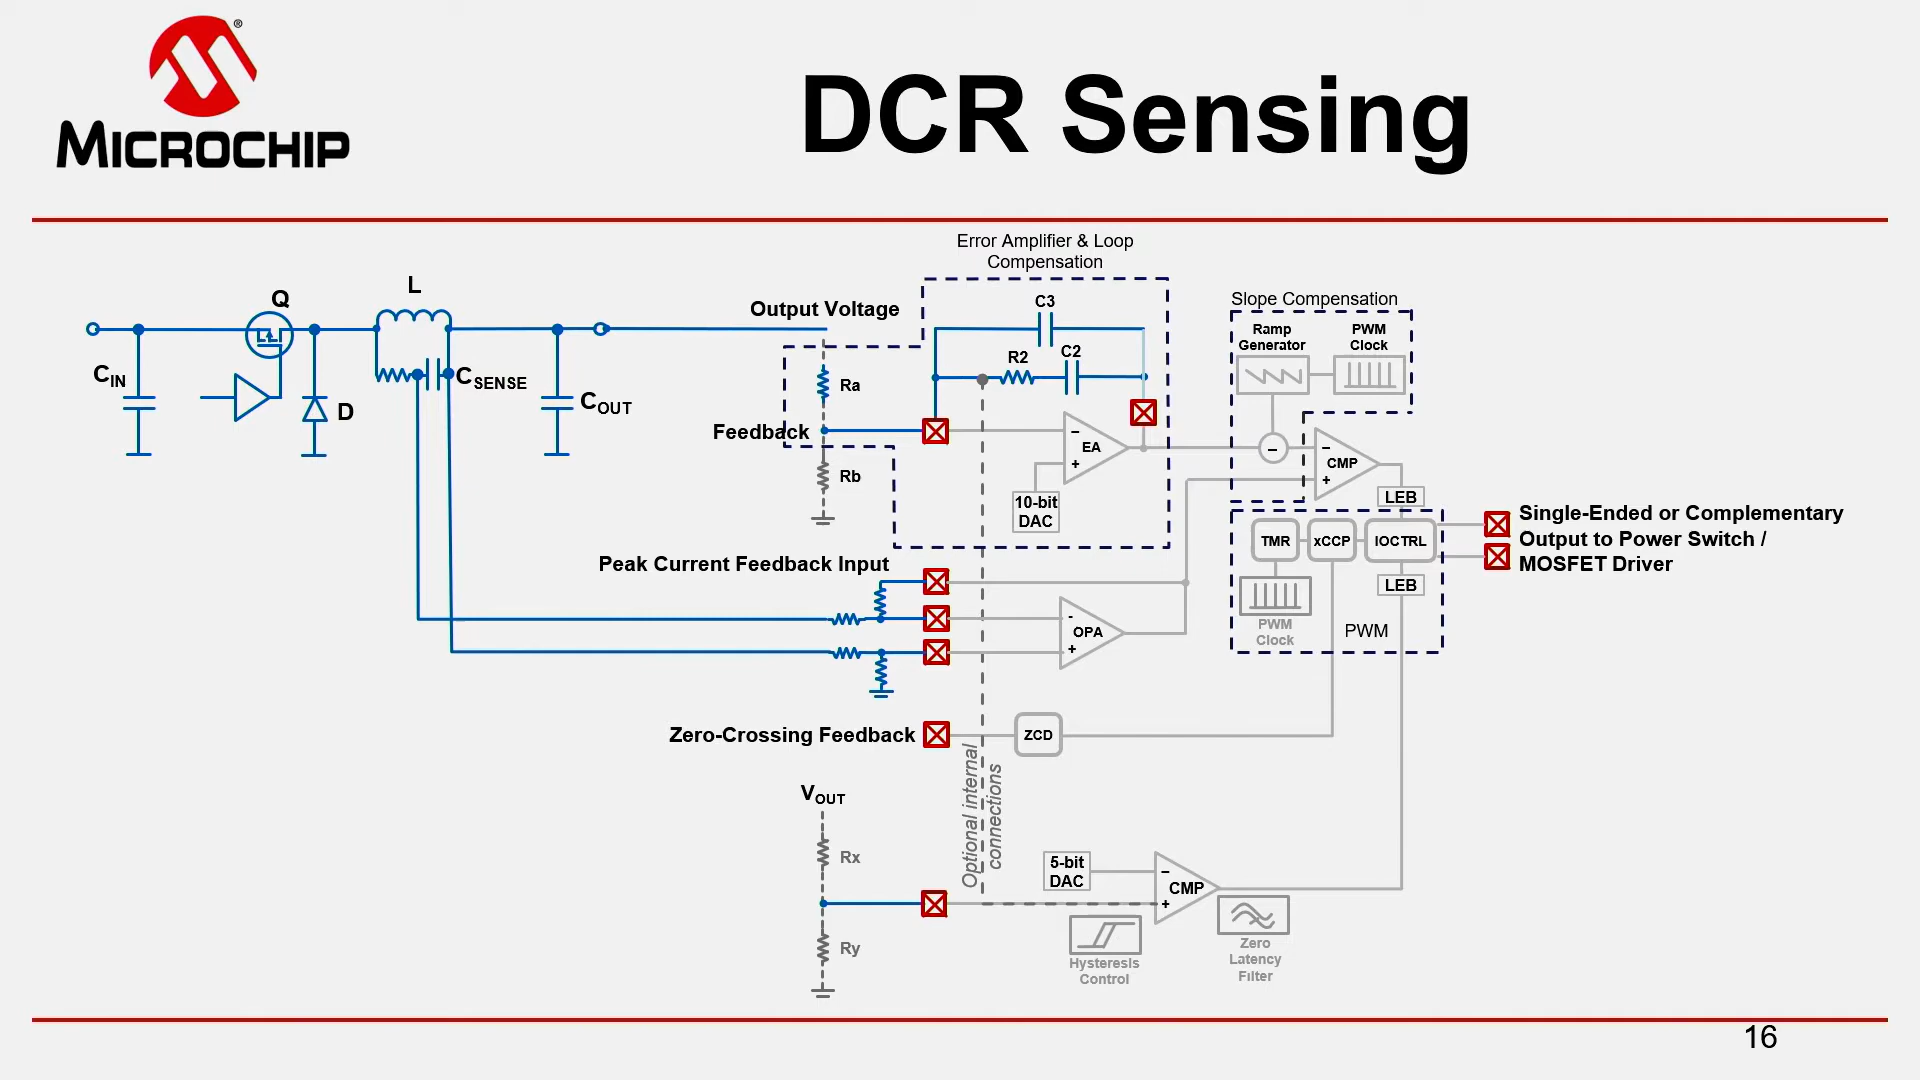 ®
MICROCHIP
DCR Sensing
Error Amplifier & Loop
Compensation
L
Q
Output Voltage
C3
Slope Compensation
Ramp
Generator
PWM
Clock
R2
C2
CIN
CSENSE
Ra
COUT
D
Feedback
−
EA
+
−
−
CMP
+
Rb
10-bit
DAC
LEB
Single-Ended or Complementary
Output to Power Switch /
MOSFET Driver
TMR
xCCP
IOCTRL
Peak Current Feedback Input
LEB
-
OPA
+
PWM
Clock
PWM
Zero-Crossing Feedback
ZCD
Optional internal
connections
VOUT
Rx
5-bit
DAC
−
CMP
+
Ry
Hysteresis
Control
Zero
Latency
Filter
16